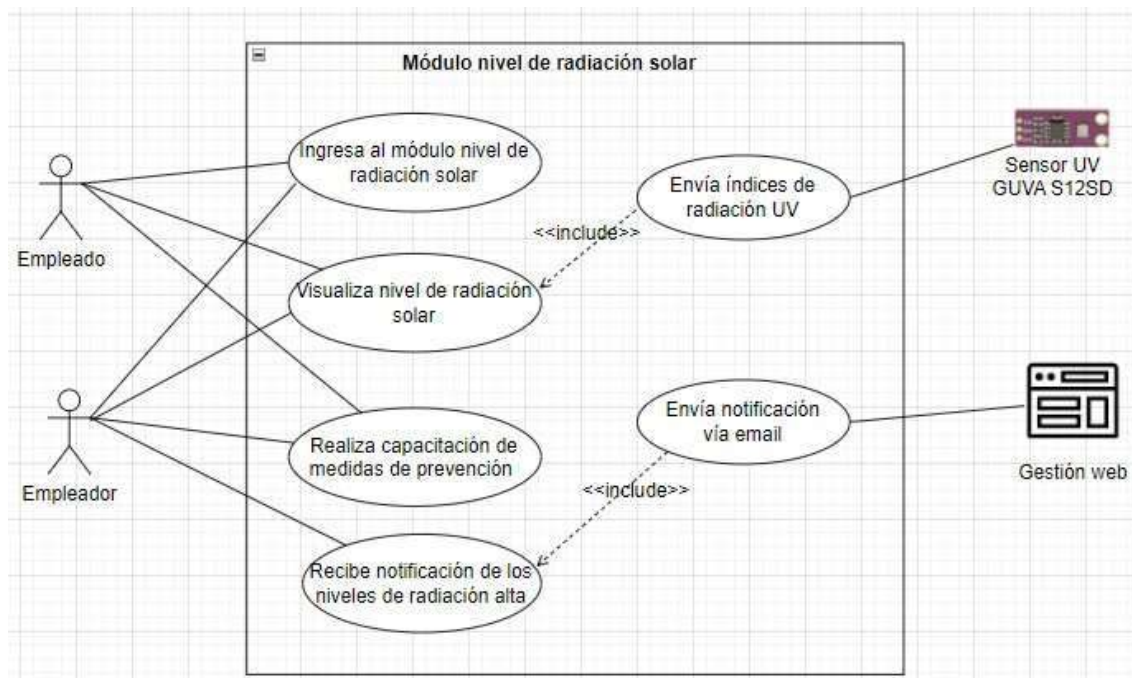 Módulo nivel de radiación solar
Ingresa al módulo nivel de
radiación solar
Envía índices de
radiación UV
Sensor UV
GUVA S12SD
Empleado
<<include>>
Visualiza nivel de radiación
solar
Envía notificación
vía email
Realiza capacitación de
medidas de prevención
Gestión web
Empleador
<<include>>
Recibe notificación de los
niveles de radiación alta